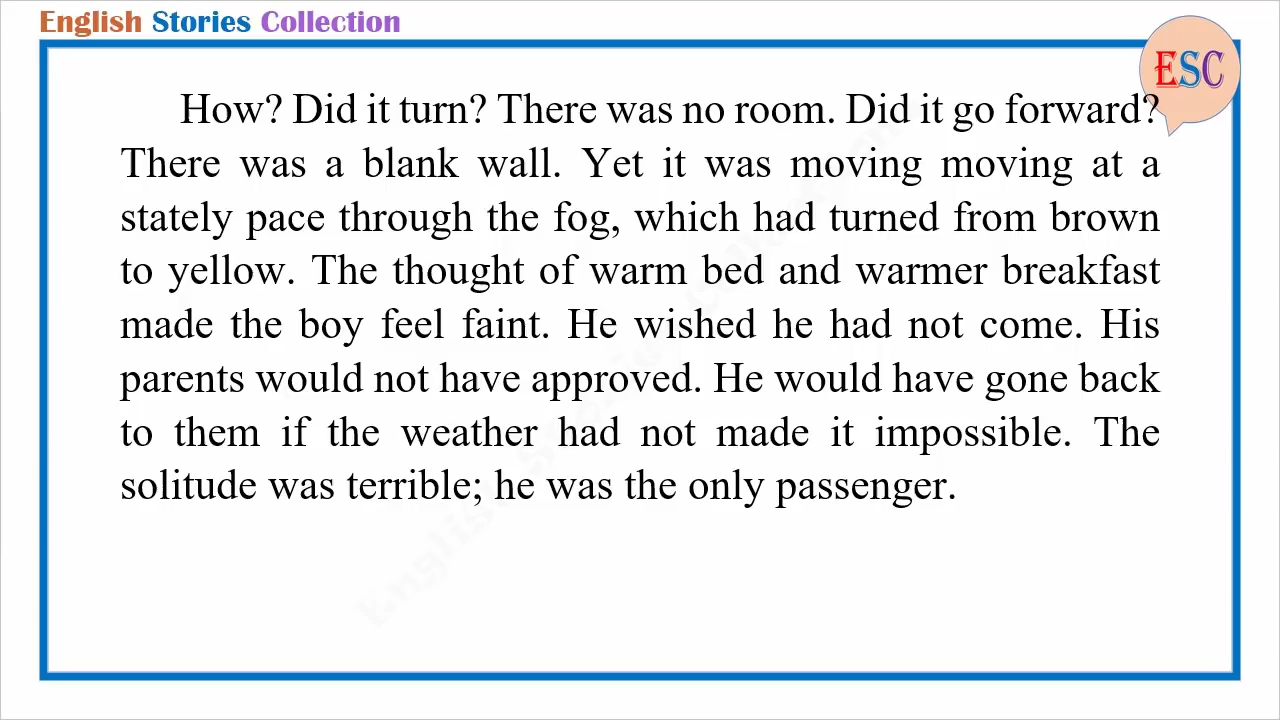 English Stories Collection
ESC
How? Did it turn? There was no room. Did it go forward?
There was a blank wall. Yet it was moving moving at a
stately pace through the fog, which had turned from brown
to yellow. The thought of warm bed and warmer breakfast
made the boy feel faint. He wished he had not come. His
parents would not have approved. He would have gone back
to them if the weather had not made it impossible. The
solitude was terrible; he was the only passenger.